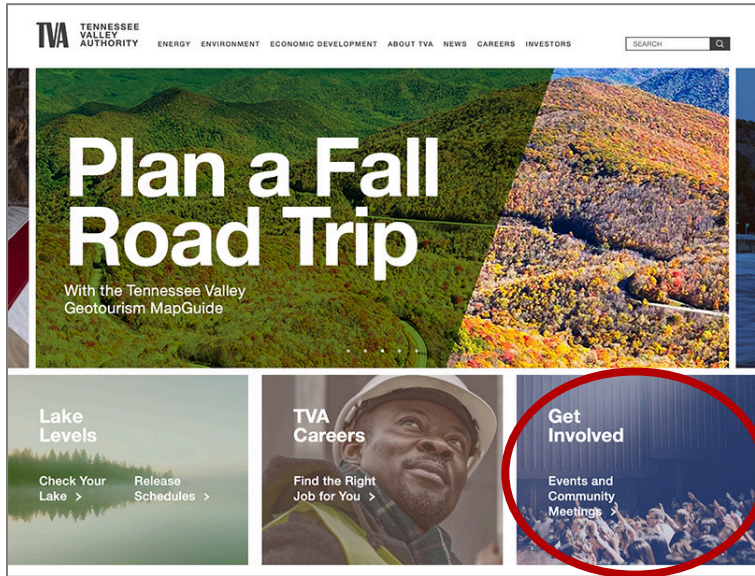 TVA TENNESSEE
VALLEY
AUTHORITY
ENERGY ENVIRONMENT ECONOMIC DEVELOPMENT ABOUT TVA NEWS CAREERS INVESTORS
SEARCH
Plan a Fall
Road Trip
With the Tennessee Valley
Geotourism MapGuide
Lake
Levels
Check Your
Lake >
Release
Schedules >
TVA
Careers
Find the Right
Job for You >
Get
Involved
Events and
Community
Meetings >